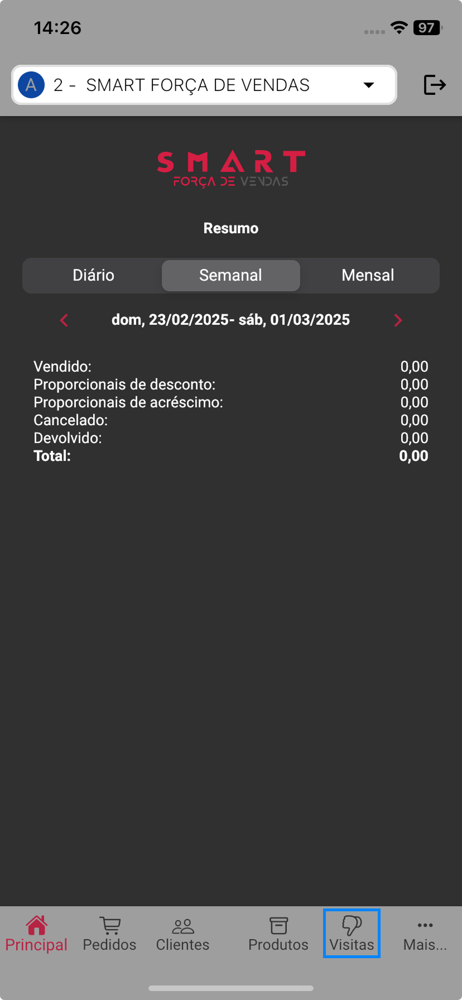 14:26
97
A 2 - SMART FORÇA DE VENDAS
SMART
FORÇA DE VENDAS
Resumo
Diário Semanal Mensal
dom, 23/02/2025- sáb, 01/03/2025
Vendido: 0,00
Proporcionais de desconto: 0,00
Proporcionais de acréscimo: 0,00
Cancelado: 0,00
Devolvido: 0,00
Total: 0,00
Principal Pedidos Clientes Produtos Visitas Mais...